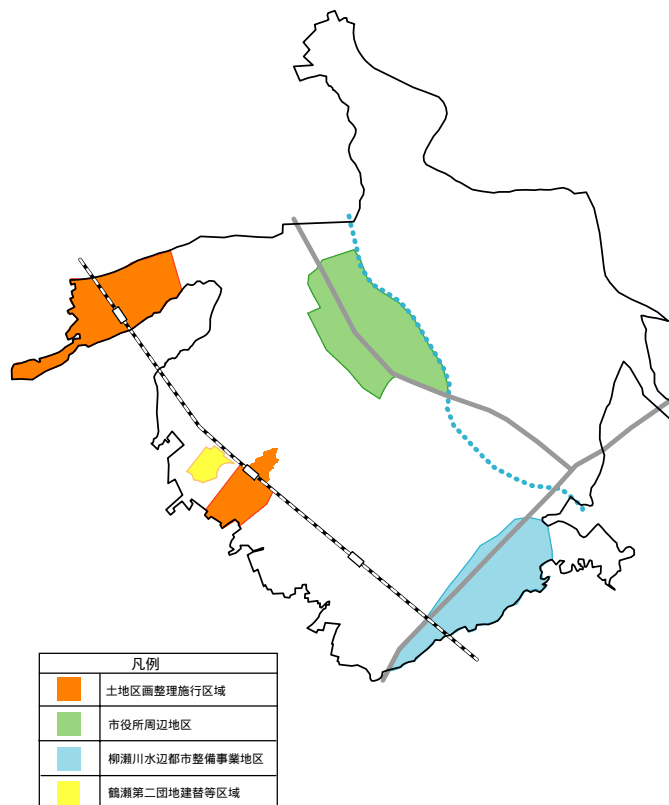 凡例
土地区画整理施行区域
市役所周辺地区
柳瀬川水辺都市整備事業地区
鶴瀬第二団地建替等区域